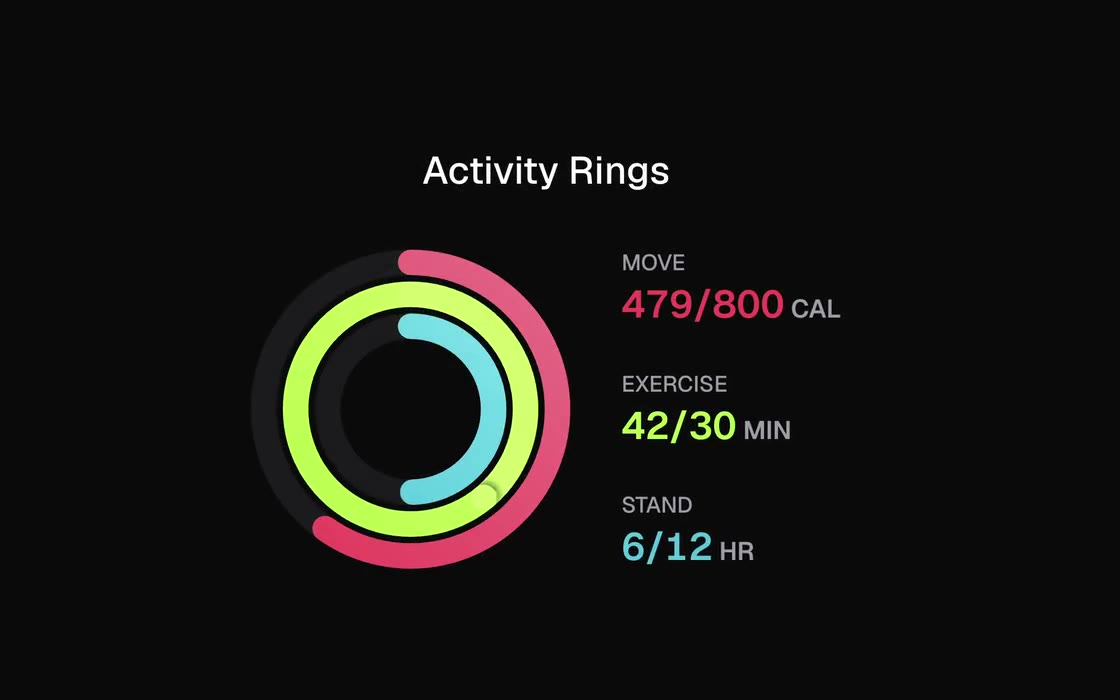 Activity Rings
MOVE
479/800 CAL
EXERCISE
42/30 MIN
STAND
6/12 HR